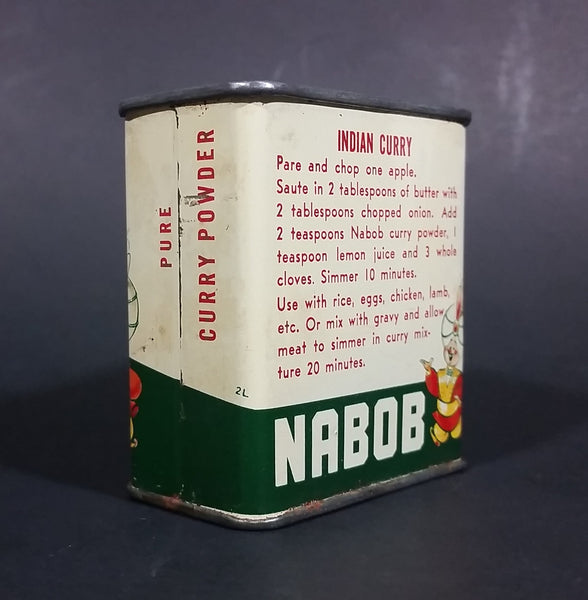 PURE
CURRY POWDER
2L
INDIAN CURRY
Pare and chop one apple.
Saute in 2 tablespoons of butter with
2 tablespoons chopped onion. Add
2 teaspoons Nabob curry powder, 1
teaspoon lemon juice and 3 whole
cloves. Simmer 10 minutes.
Use with rice, eggs, chicken, lamb,
etc. Or mix with gravy and allow
meat to simmer in curry mix-
ture 20 minutes.
NABOB